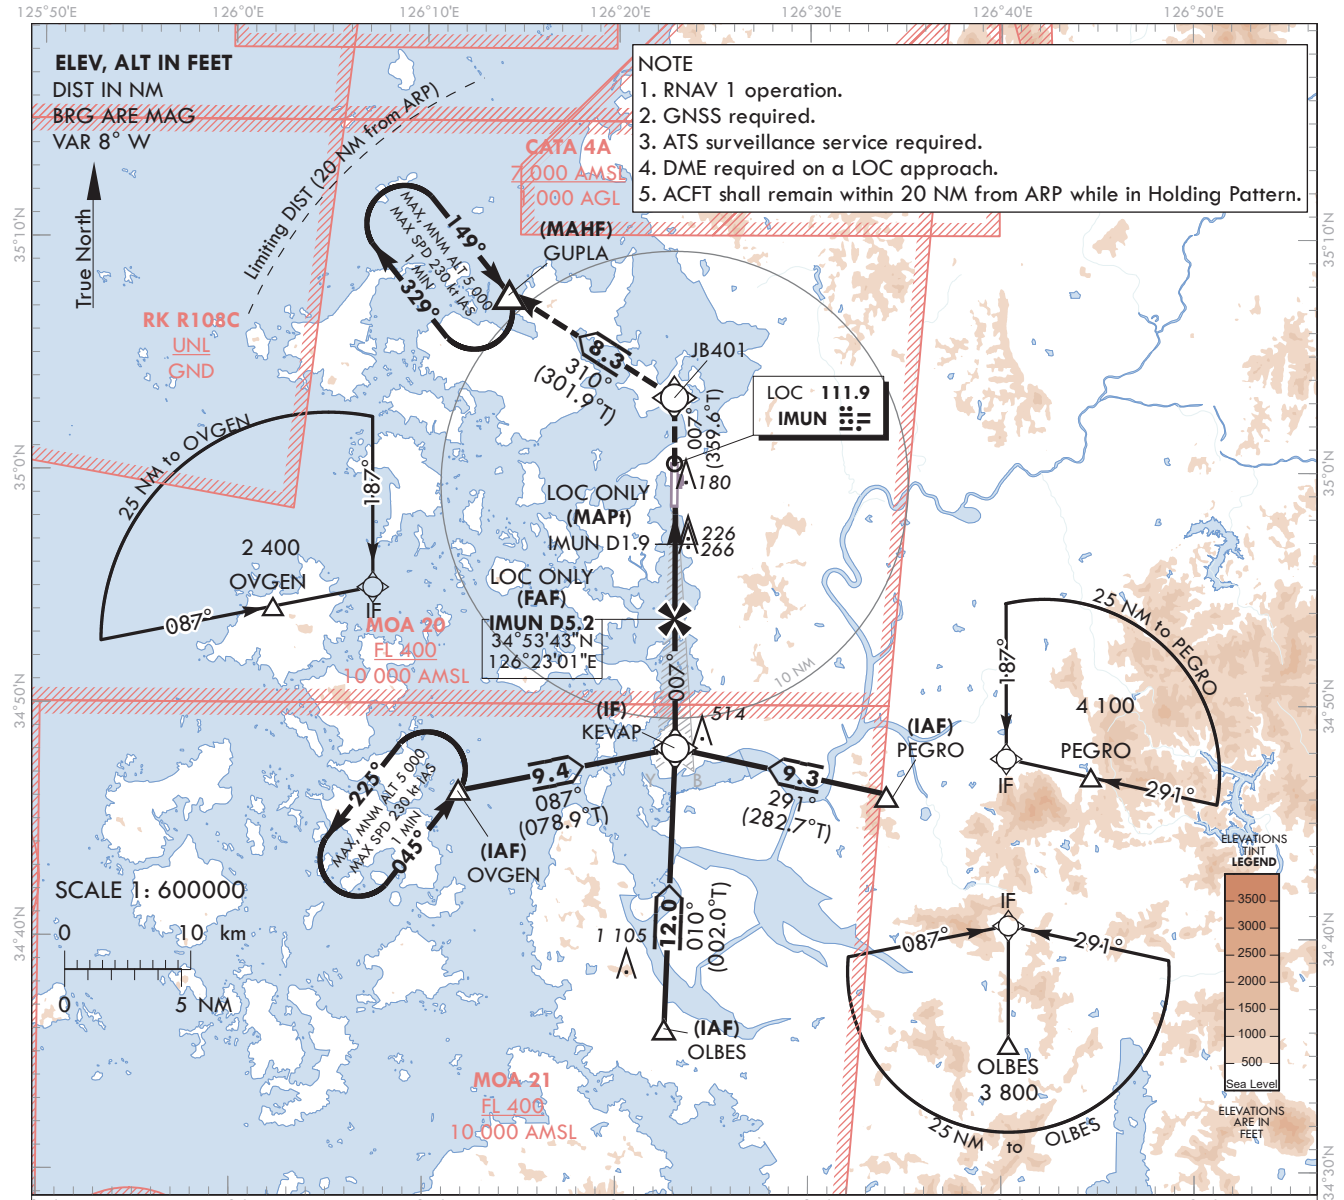 125°50'E
126°0'E
126°10'E
126°20'E
126°30'E
126°40'E
126°50'E
ELEV, ALT IN FEET
DIST IN NM
BRG ARE MAG
VAR 8° W
True North
Limiting DIST (20 NM from ARP)
NOTE
1. RNAV 1 operation.
2. GNSS required.
3. ATS surveillance service required.
4. DME required on a LOC approach.
5. ACFT shall remain within 20 NM from ARP while in Holding Pattern.
CATA 4A
7 000 AMSL
1 000 AGL
35°10'N
35°10'N
(MAHF)
GUPLA
149°
MAX, MNM ALT 5 000
MAX SPD 230 kt IAS
1 MIN
329°
RK R108C
UNL
GND
8.3
310°
(301.9°T)
JB401
007°
(359.6°T)
LOC 111.9
IMUN
25 NM to OVGEN
187°
2 400
OVGEN
087°
IF
35°0'N
35°0'N
180
LOC ONLY
(MAPt)
IMUN D1.9
226
266
LOC ONLY
(FAF)
IMUN D5.2
34°53'43"N
126°23'01"E
MOA 20
FL 400
10 000 AMSL
007°
10 NM
34°50'N
34°50'N
(IF)
KEVAP
514
Y
B
(IAF)
PEGRO
9.4
087°
(078.9°T)
9.3
291°
(282.7°T)
25 NM to PEGRO
187°
4 100
PEGRO
IF
291°
225°
MAX, MNM ALT 5 000
MAX SPD 230 kt IAS
1 MIN
045°
(IAF)
OVGEN
SCALE 1: 600000
0 10 km
0 5 NM
34°40'N
34°40'N
12.0
010°
(002.0°T)
1 105
(IAF)
OLBES
IF
087°
291°
OLBES
3 800
25 NM to OLBES
ELEVATIONS
TINT
LEGEND
3500
3000
2500
2000
1500
1000
500
Sea Level
ELEVATIONS
ARE IN
FEET
MOA 21
FL 400
10 000 AMSL
34°30'N